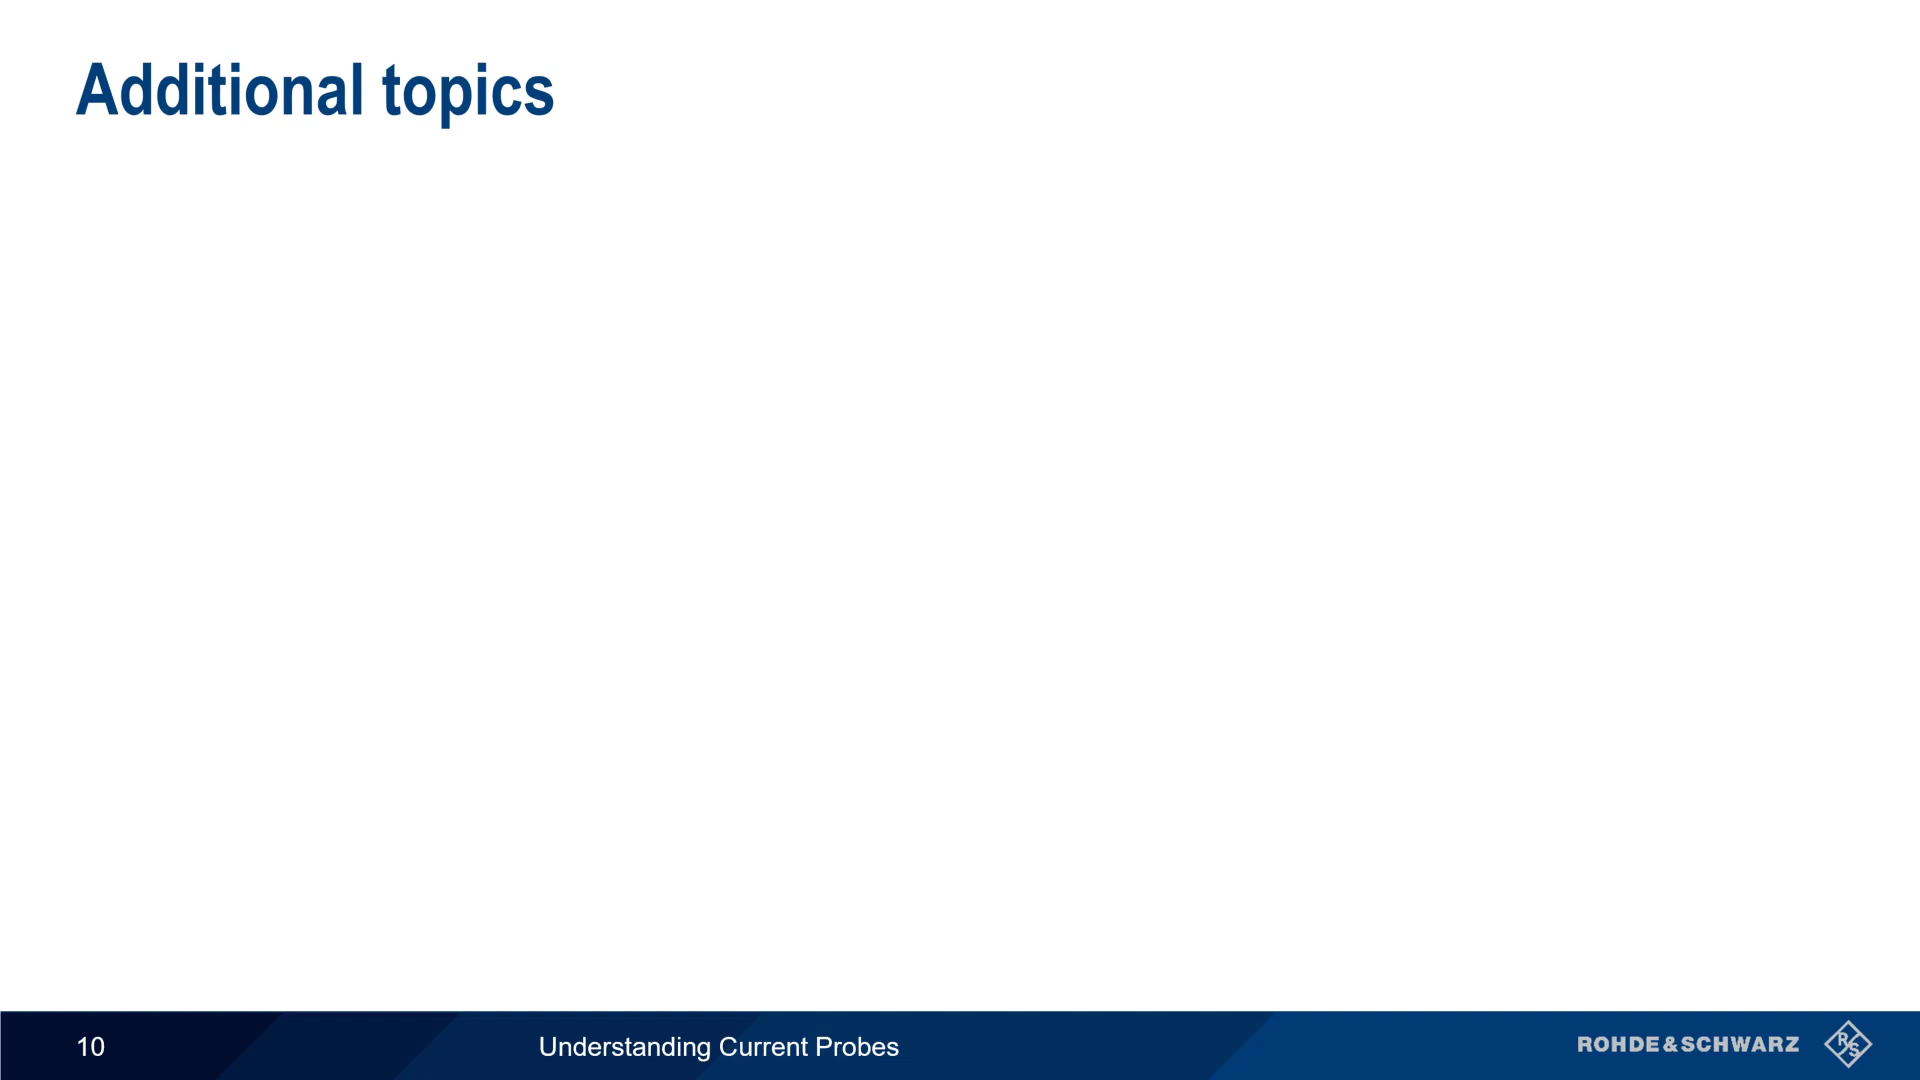 Additional topics
10
Understanding Current Probes
ROHDE&SCHWARZ
R&S